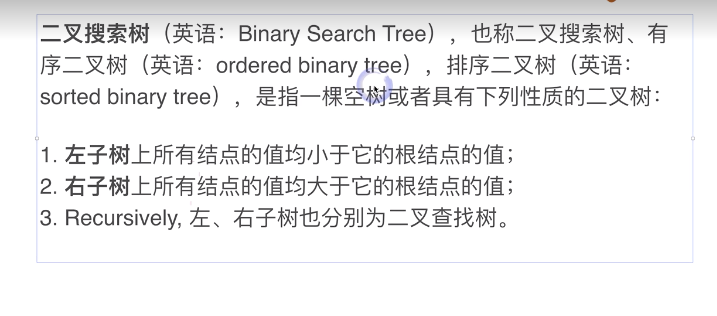 二叉搜索树（英语：Binary Search Tree），也称二叉搜索树、有
序二叉树（英语：ordered binary tree），排序二叉树（英语：
sorted binary tree），是指一棵空树或者具有下列性质的二叉树：
1. 左子树上所有结点的值均小于它的根结点的值；
2. 右子树上所有结点的值均大于它的根结点的值；
3. Recursively, 左、右子树也分别为二叉查找树。